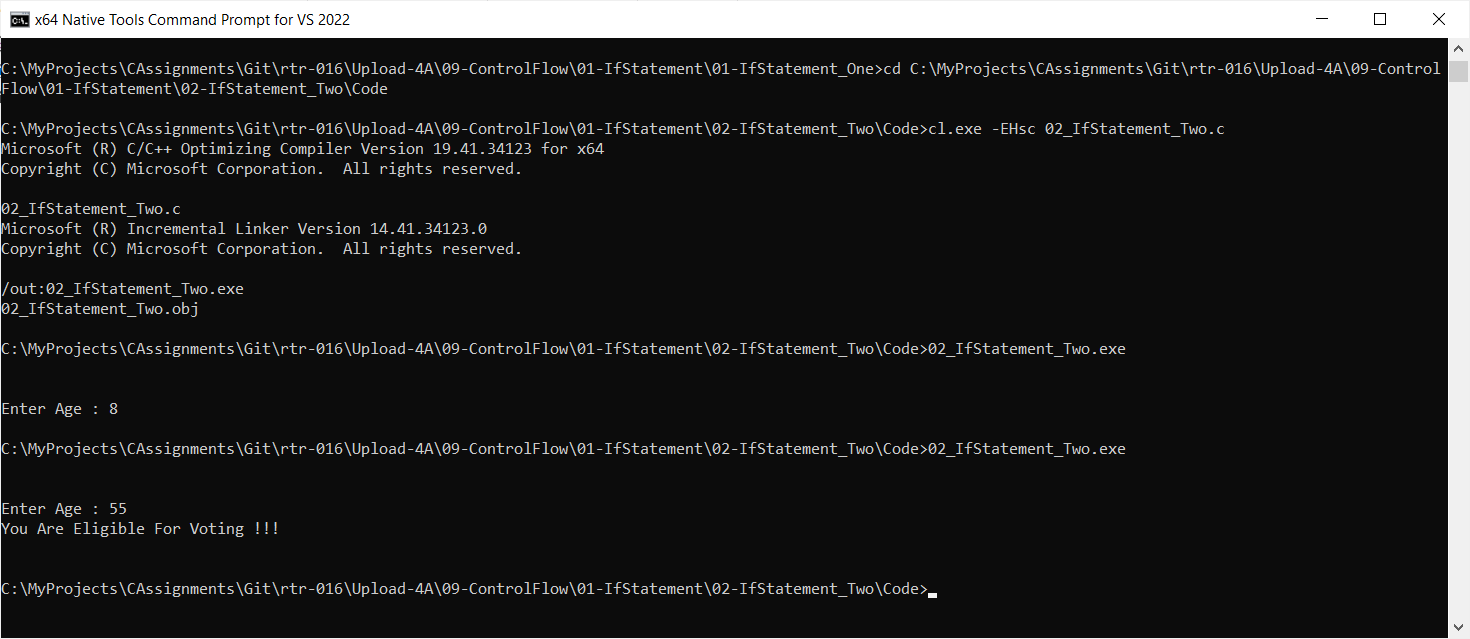 x64 Native Tools Command Prompt for VS 2022
C:\MyProjects\CAssignments\Git\rtr-016\Upload-4A\09-ControlFlow\01-IfStatement\01-IfStatement_One>cd C:\MyProjects\CAssignments\Git\rtr-016\Upload-4A\09-Control
Flow\01-IfStatement\02-IfStatement_Two\Code
C:\MyProjects\CAssignments\Git\rtr-016\Upload-4A\09-ControlFlow\01-IfStatement\02-IfStatement_Two\Code>cl.exe -EHsc 02_IfStatement_Two.c
Microsoft (R) C/C++ Optimizing Compiler Version 19.41.34123 for x64
Copyright (C) Microsoft Corporation.  All rights reserved.
02_IfStatement_Two.c
Microsoft (R) Incremental Linker Version 14.41.34123.0
Copyright (C) Microsoft Corporation.  All rights reserved.
/out:02_IfStatement_Two.exe
02_IfStatement_Two.obj
C:\MyProjects\CAssignments\Git\rtr-016\Upload-4A\09-ControlFlow\01-IfStatement\02-IfStatement_Two\Code>02_IfStatement_Two.exe
Enter Age : 8
C:\MyProjects\CAssignments\Git\rtr-016\Upload-4A\09-ControlFlow\01-IfStatement\02-IfStatement_Two\Code>02_IfStatement_Two.exe
Enter Age : 55
You Are Eligible For Voting !!!
C:\MyProjects\CAssignments\Git\rtr-016\Upload-4A\09-ControlFlow\01-IfStatement\02-IfStatement_Two\Code>